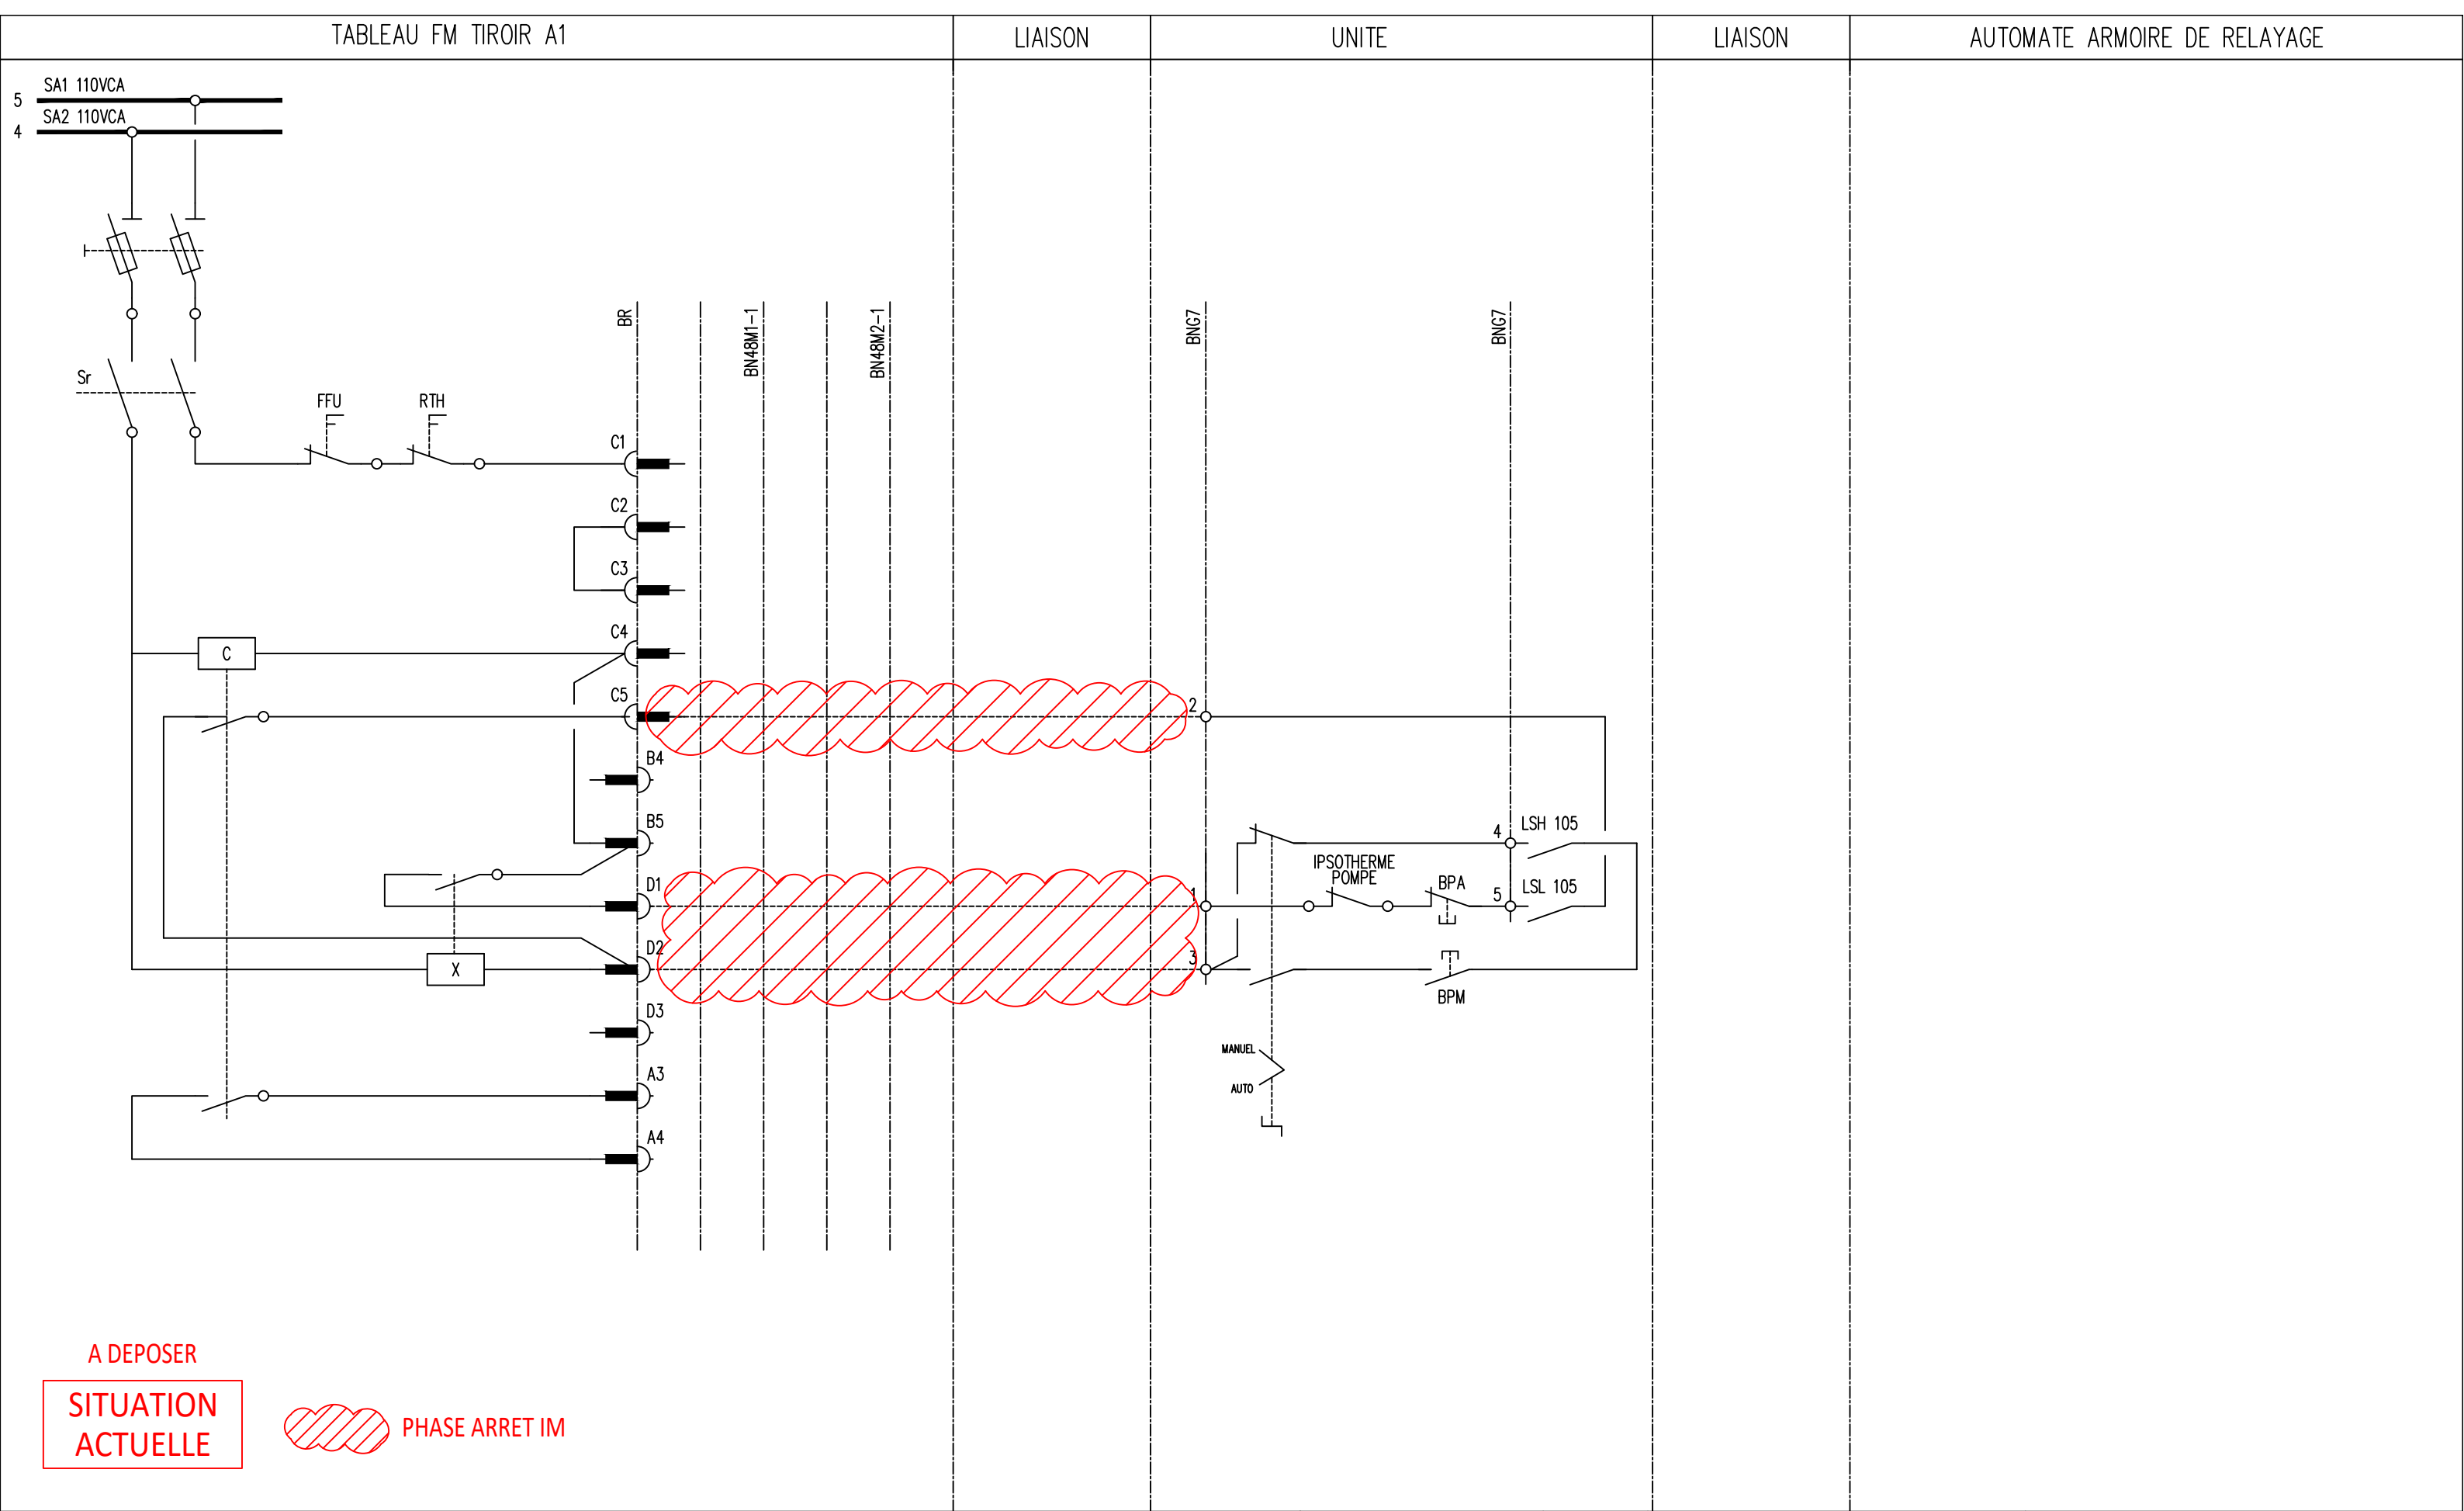 TABLEAU FM TIROIR A1
LIAISON
UNITE
LIAISON
AUTOMATE ARMOIRE DE RELAYAGE
SA1 110VCA
5
SA2 110VCA
4
BR
BN48M1-1
BN48M2-1
BNG7
BNG7
Sr
FFU
RTH
C1
C2
C3
C4
C
C5
2
B4
B5
4
LSH 105
IPSOTHERME
POMPE
D1
1
BPA
5
LSL 105
D2
3
X
BPM
D3
MANUEL
A3
AUTO
A4
A DEPOSER
SITUATION
ACTUELLE
PHASE ARRET IM